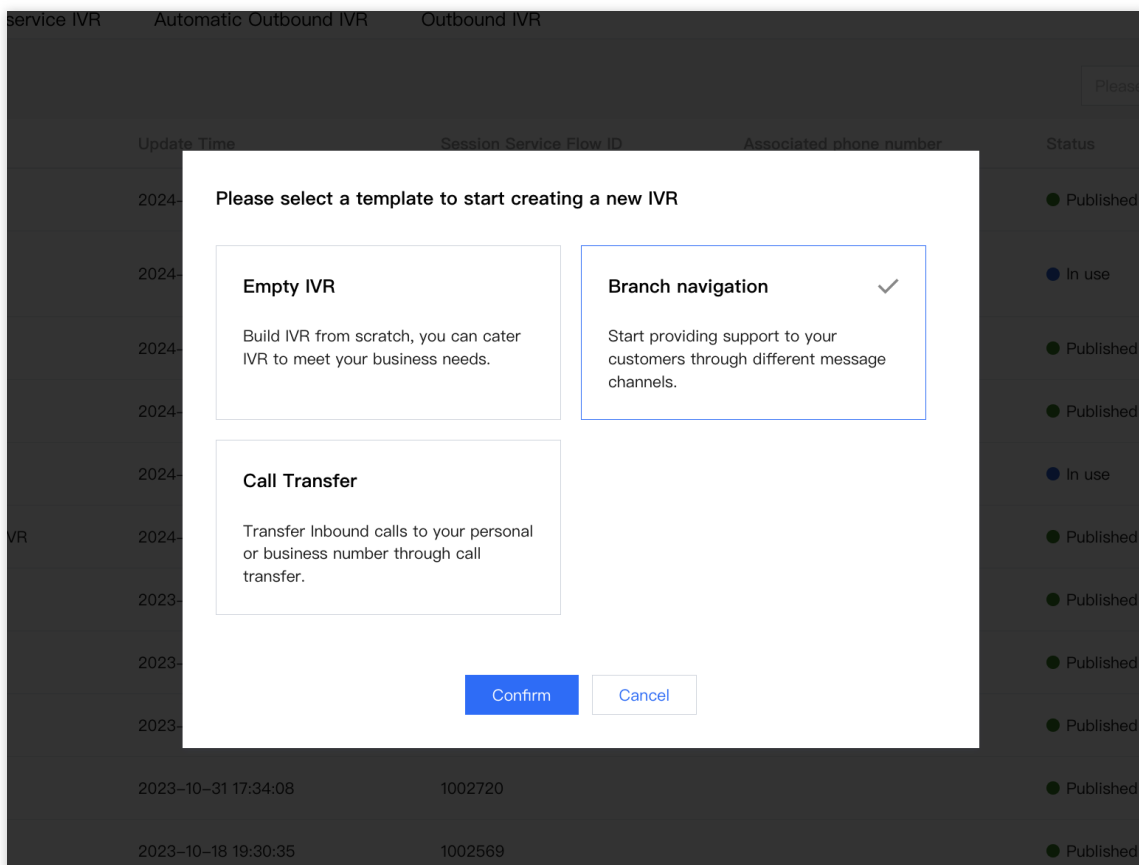 service IVR Automatic Outbound IVR Outbound IVR
Please
Update Time Session Service Flow ID Associated phone number Status
2024- Published
2024- In use
2024- Published
2024- Published
2024- In use
VR 2024- Published
2023- Published
2023- Published
2023- Published
2023-10-31 17:34:08 1002720 Published
2023-10-18 19:30:35 1002569 Published
Please select a template to start creating a new IVR
Empty IVR
Build IVR from scratch, you can cater
IVR to meet your business needs.
Branch navigation
Start providing support to your
customers through different message
channels.
Call Transfer
Transfer Inbound calls to your personal
or business number through call
transfer.
Confirm Cancel